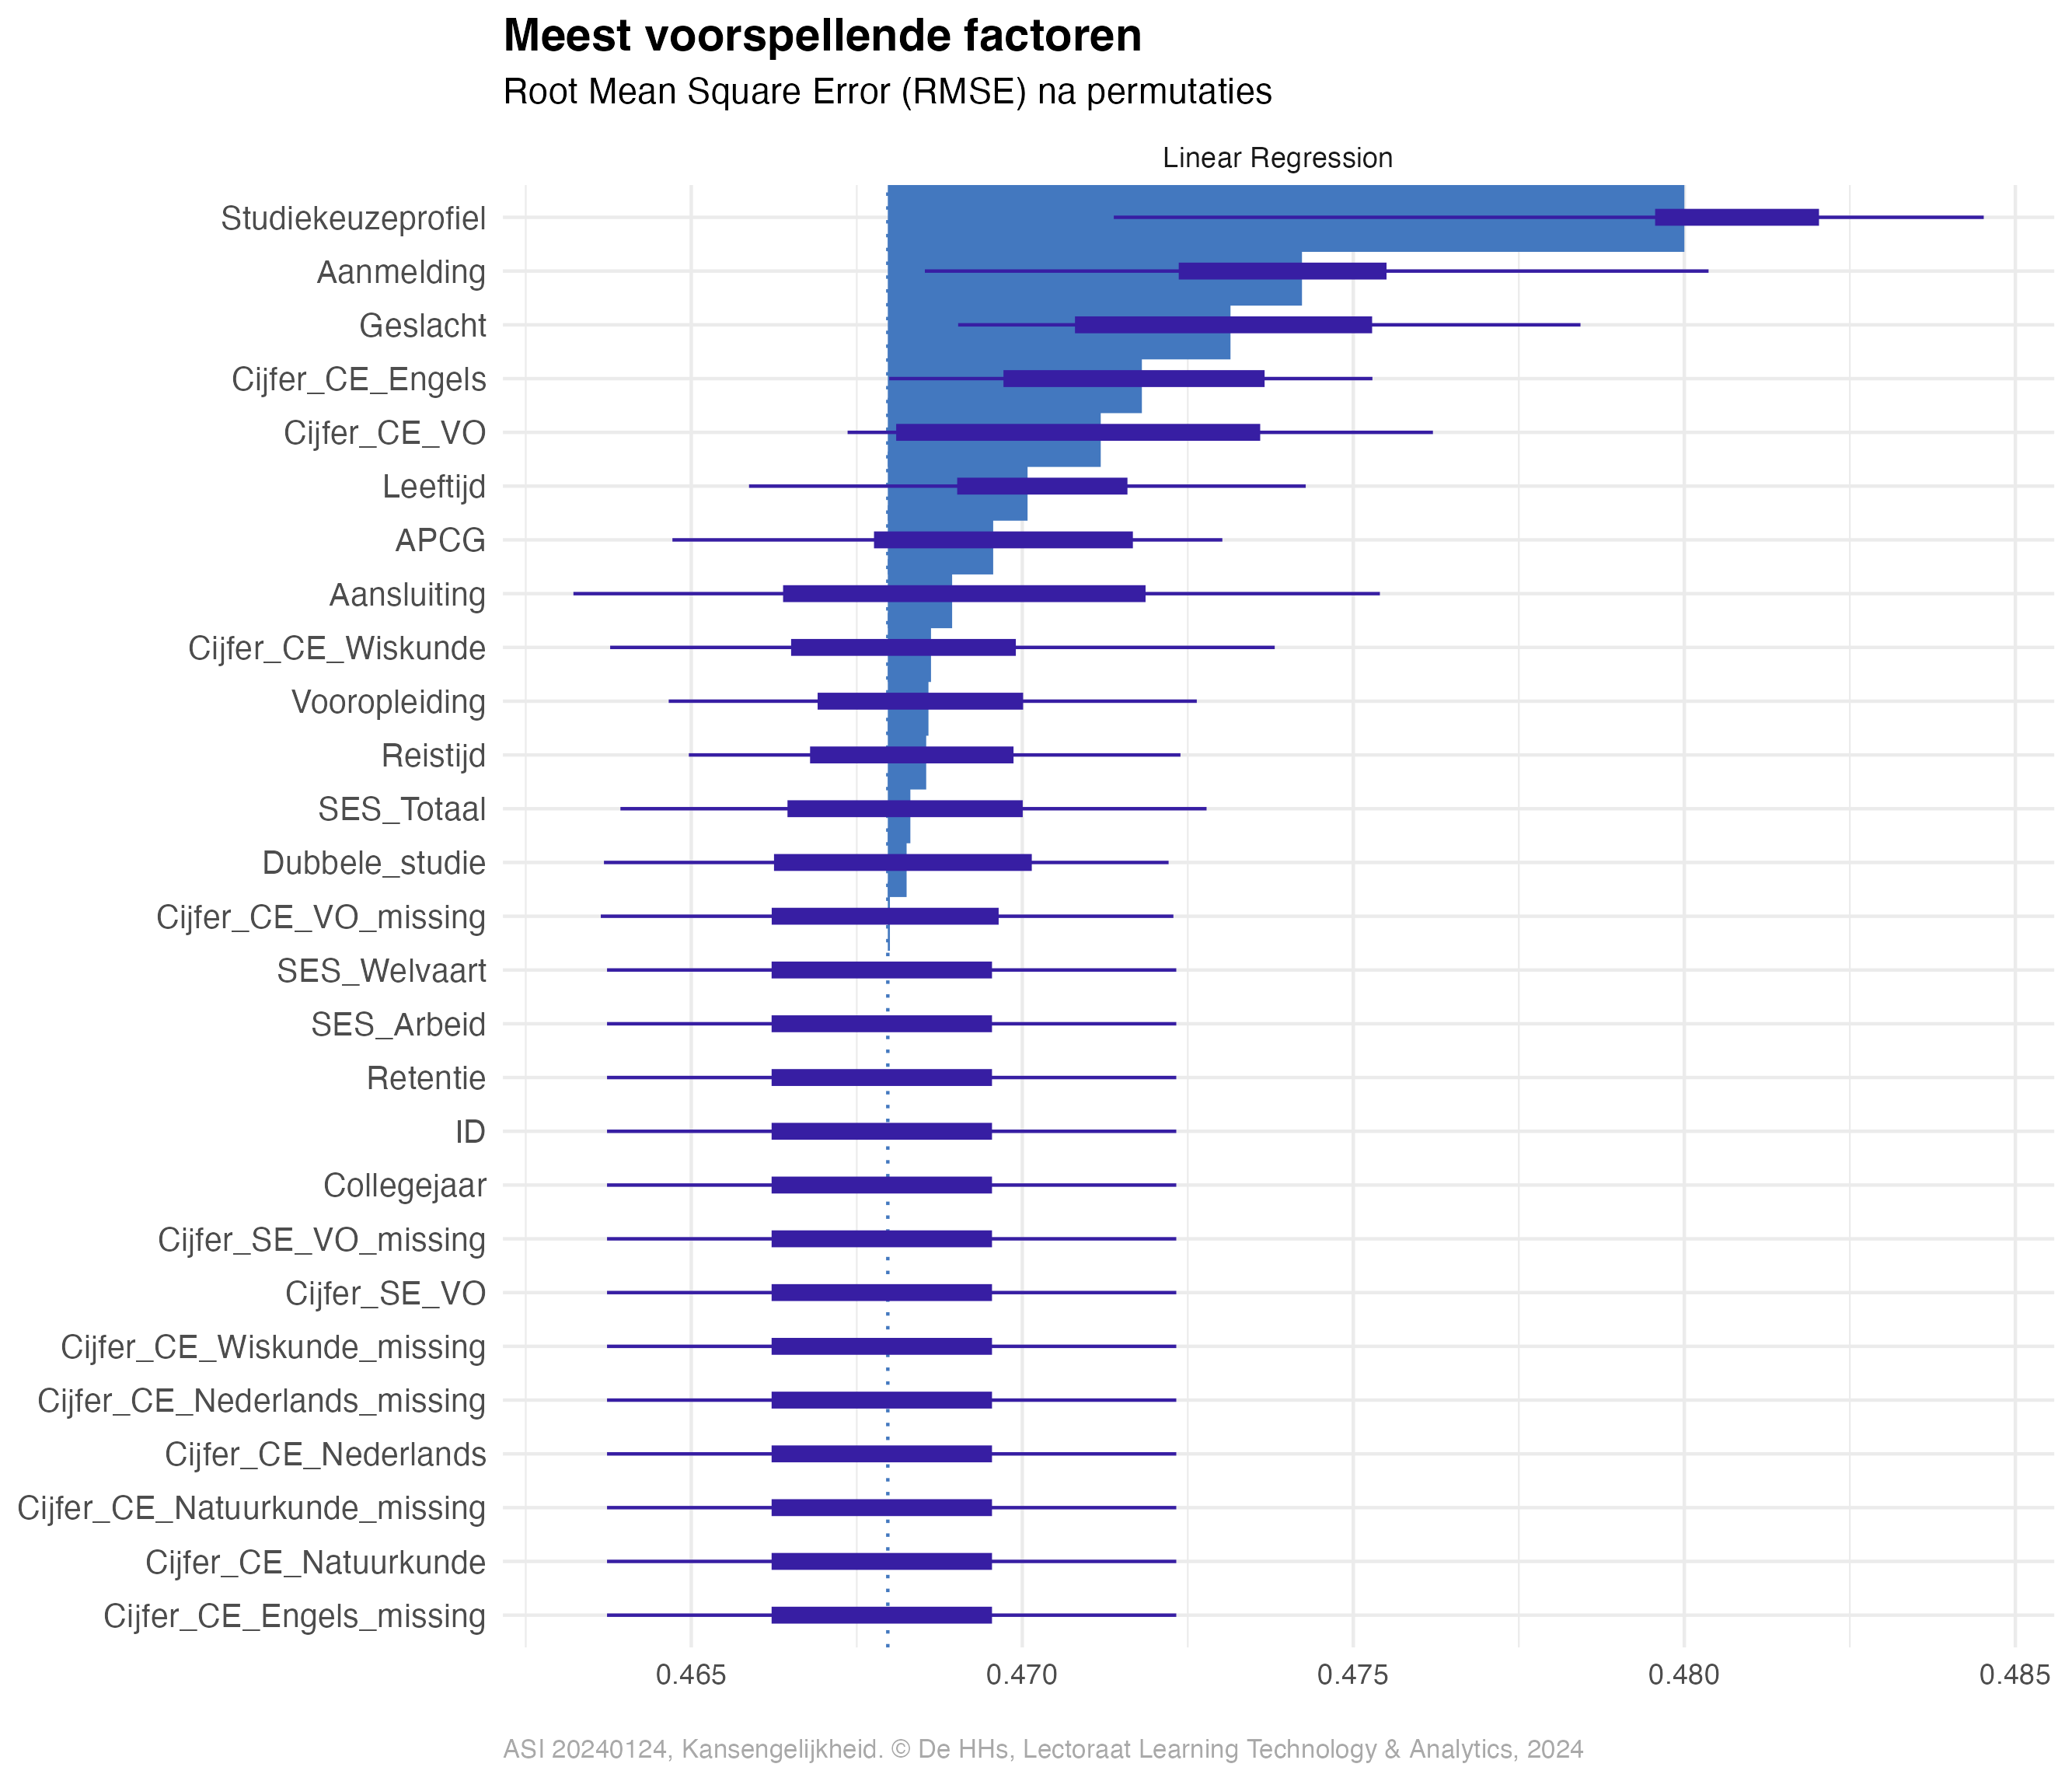 Meest voorspellende factoren
Root Mean Square Error (RMSE) na permutaties
Linear Regression
Studiekeuzeprofiel
Aanmelding
Geslacht
Cijfer_CE_Engels
Cijfer_CE_VO
Leeftijd
APCG
Aansluiting
Cijfer_CE_Wiskunde
Vooropleiding
Reistijd
SES_Totaal
Dubbele_studie
Cijfer_CE_VO_missing
SES_Welvaart
SES_Arbeid
Retentie
ID
Collegejaar
Cijfer_SE_VO_missing
Cijfer_SE_VO
Cijfer_CE_Wiskunde_missing
Cijfer_CE_Nederlands_missing
Cijfer_CE_Nederlands
Cijfer_CE_Natuurkunde_missing
Cijfer_CE_Natuurkunde
Cijfer_CE_Engels_missing
0.465 0.470 0.475 0.480 0.485
ASI 20240124, Kansengelijkheid. © De HHs, Lectoraat Learning Technology & Analytics, 2024